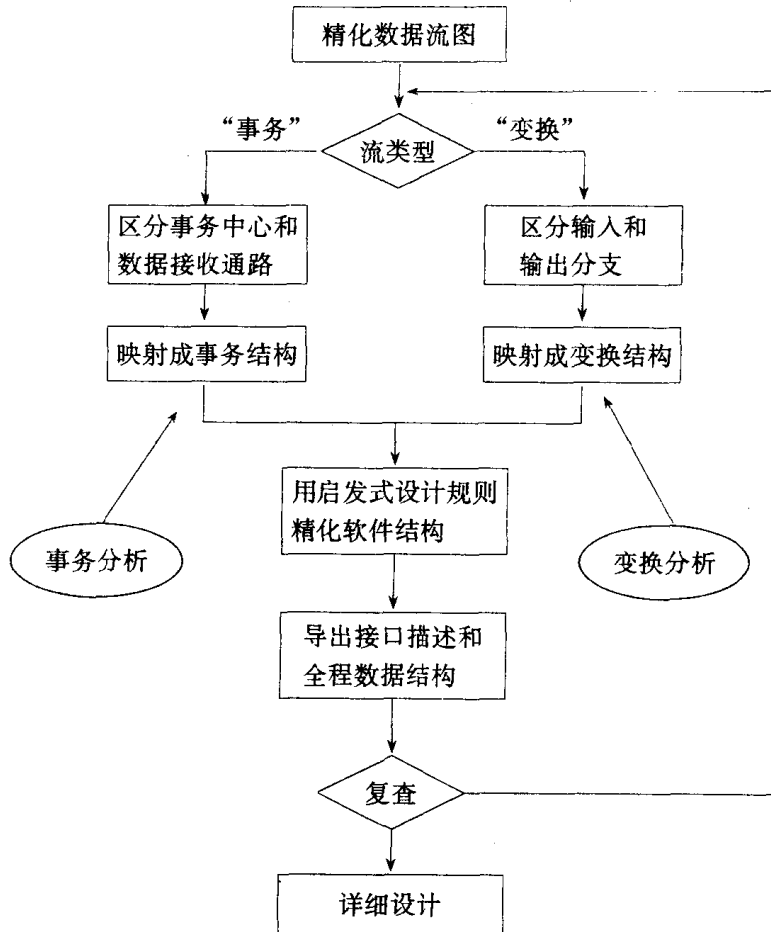 精化数据流图
“事务”
“变换”
流类型
区分事务中心和
数据接收通路
区分输入和
输出分支
映射成事务结构
映射成变换结构
用启发式设计规则
精化软件结构
事务分析
变换分析
导出接口描述和
全程数据结构
复查
详细设计